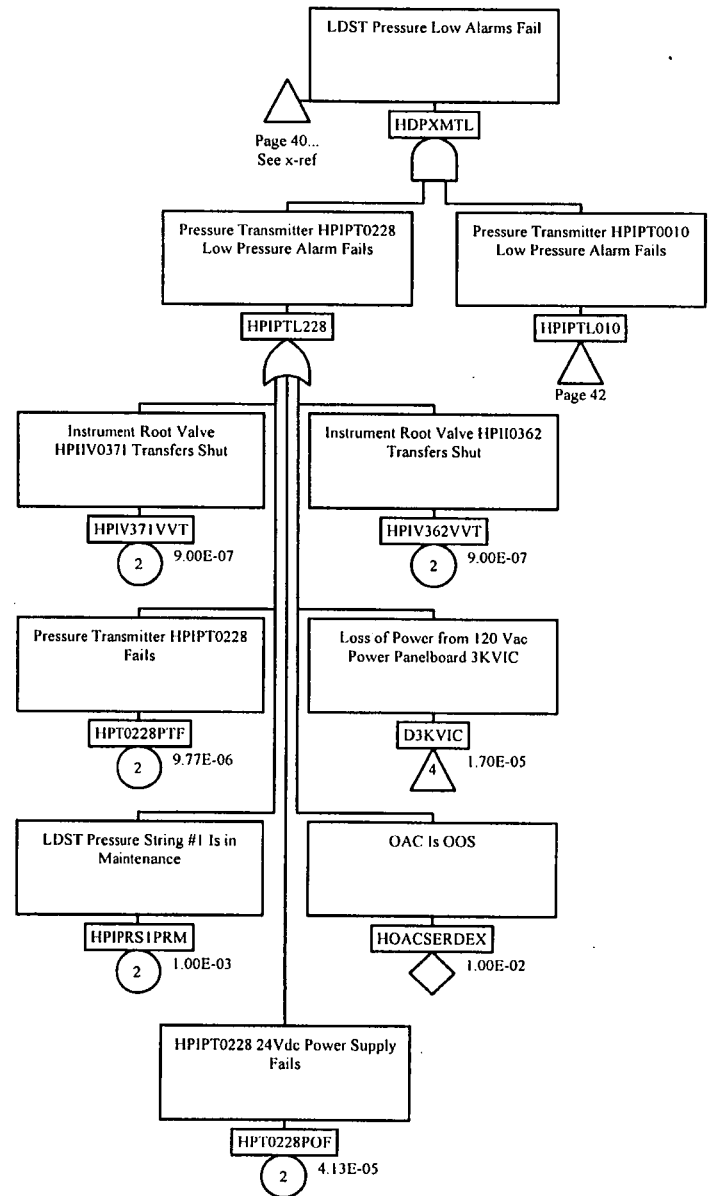 LDST Pressure Low Alarms Fail
Page 40...
See x-ref
HDPXMTL
Pressure Transmitter HPIPT0228
Low Pressure Alarm Fails
HPIPTL228
Pressure Transmitter HPIPT0010
Low Pressure Alarm Fails
HPIPTL010
Page 42
Instrument Root Valve
HPIIV0371 Transfers Shut
HPIV371VVT
2
9.00E-07
Instrument Root Valve HPII0362
Transfers Shut
HPIV362VVT
2
9.00E-07
Pressure Transmitter HPIPT0228
Fails
HPT0228PTF
2
9.77E-06
Loss of Power from 120 Vac
Power Panelboard 3KVIC
D3KVIC
4
1.70E-05
LDST Pressure String #1 Is in
Maintenance
HPIPRS1PRM
2
1.00E-03
OAC Is OOS
HOACSERDEX
1.00E-02
HPIPT0228 24Vdc Power Supply
Fails
HPT0228POF
2
4.13E-05